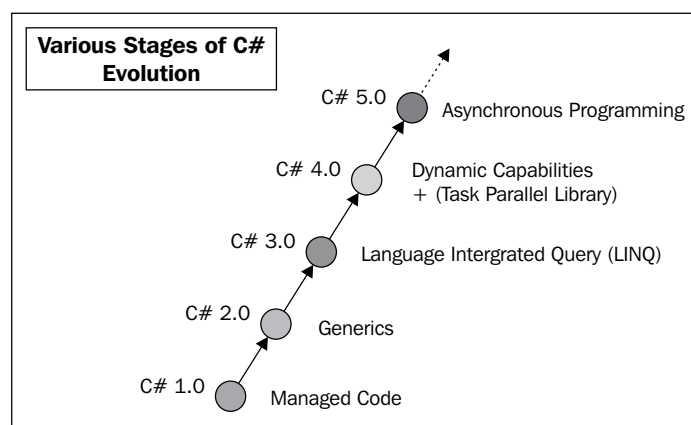 Various Stages of C#
Evolution
C# 5.0
Asynchronous Programming
C# 4.0
Dynamic Capabilities
+ (Task Parallel Library)
C# 3.0
Language Intergrated Query (LINQ)
C# 2.0
Generics
C# 1.0
Managed Code